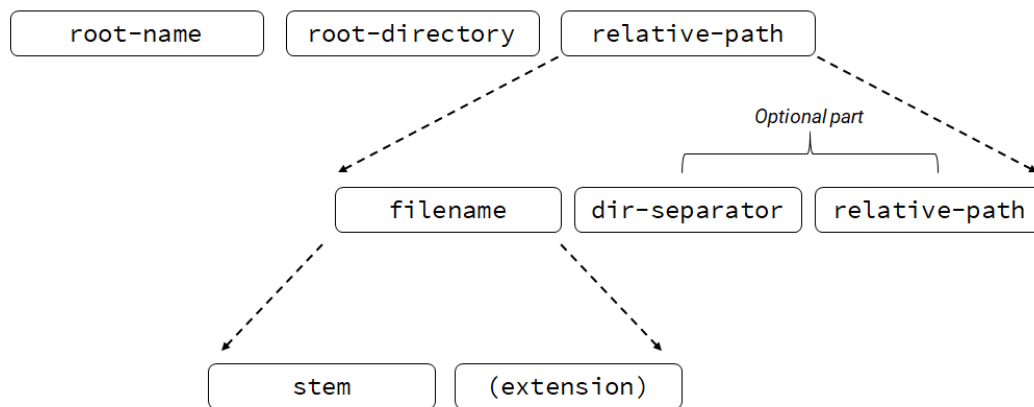 root-name
root-directory
relative-path
Optional part
filename
dir-separator
relative-path
stem
(extension)